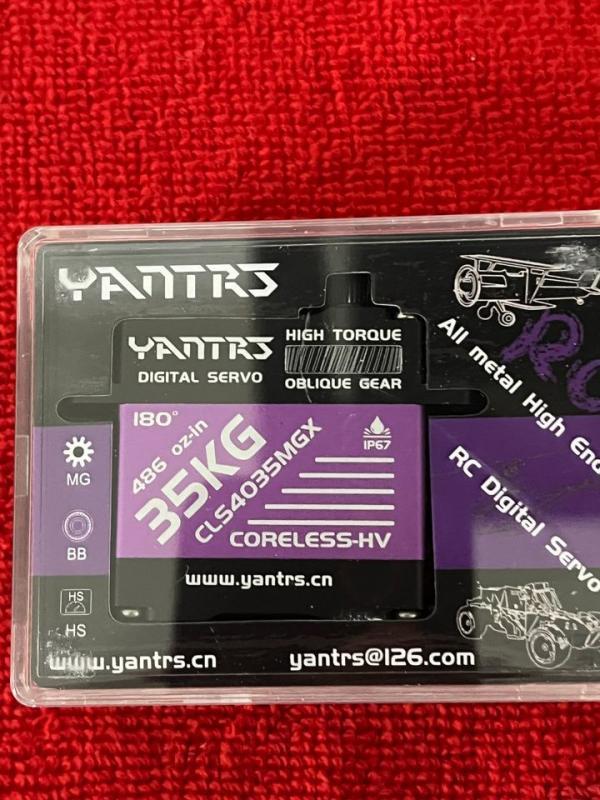 YANTRS
YANTRS
DIGITAL SERVO
HIGH TORQUE
OBLIQUE GEAR
180°
486 oz-in
35KG
CLS4035MGX
IP67
CORELESS-HV
www.yantrs.cn
MG
BB
HS
HS
All metal High End
RC Digital Servo
RC
www.yantrs.cn
yantrs@126.com